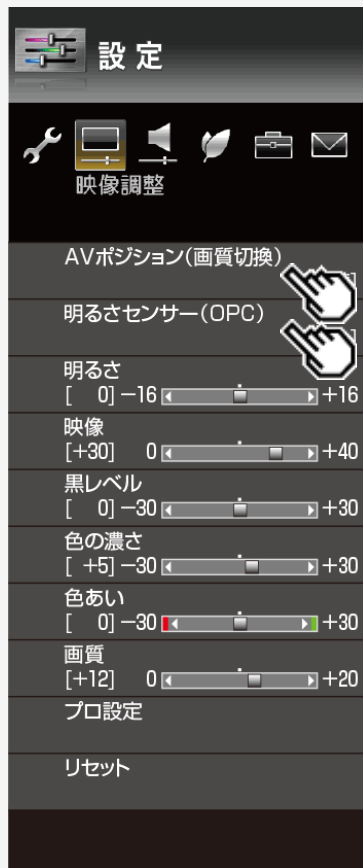 設定
映像調整
AVポジション(画質切換)
]
明るさセンサー(OPC)
]
明るさ
[ 0] −16 +16
映像
[+30] 0 +40
黒レベル
[ 0] −30 +30
色の濃さ
[ +5] −30 +30
色あい
[ 0] −30 +30
画質
[+12] 0 +20
プロ設定
リセット